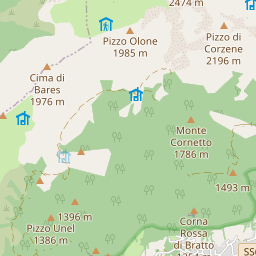 2474 m
Pizzo Olone
1985 m
Pizzo di
Corzene
2196 m
Cima di
Bares
1976 m
Monte
Cornetto
1786 m
1493 m
1396 m
Pizzo Unel
1386 m
Corna
Rossa
di Bratto